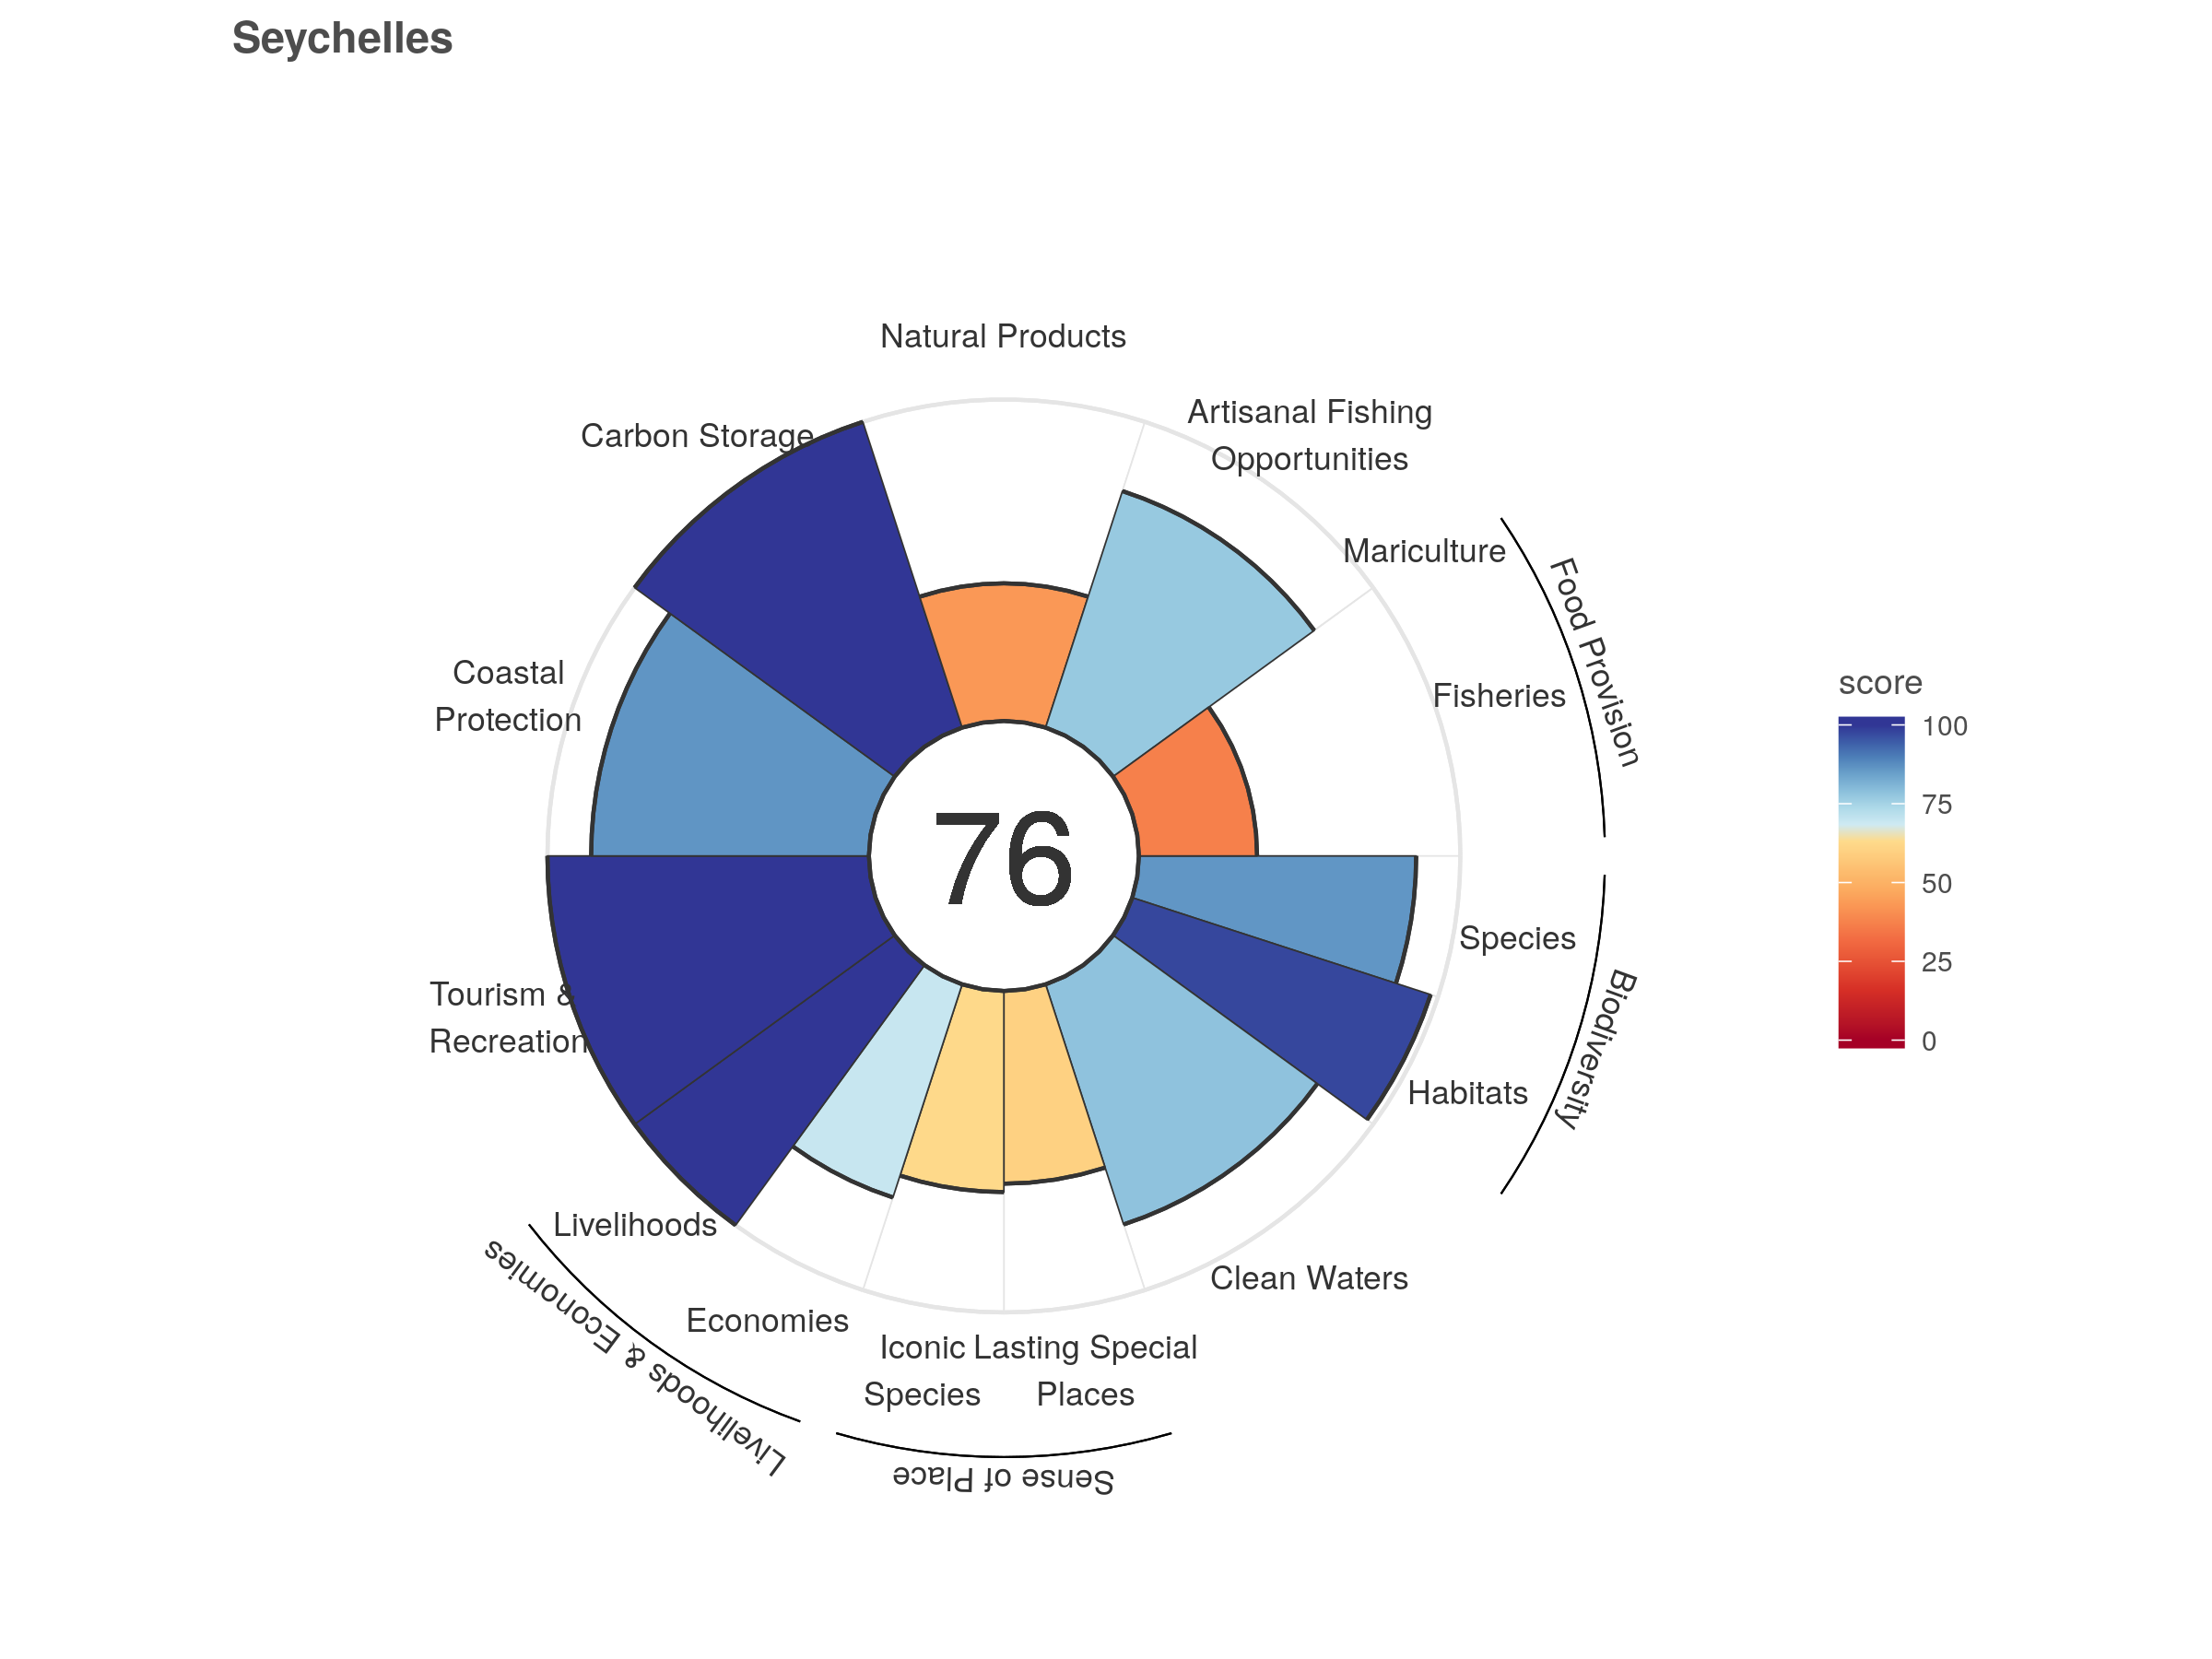 Seychelles
Natural Products
Artisanal Fishing
Opportunities
Carbon Storage
Mariculture
Food Provision
Fisheries
Coastal
Protection
76
score
100
75
50
25
0
Species
Biodiversity
Habitats
Tourism &
Recreation
Livelihoods
Livelihoods & Economies
Economies
Clean Waters
Iconic
Species
Lasting Special
Places
Sense of Place